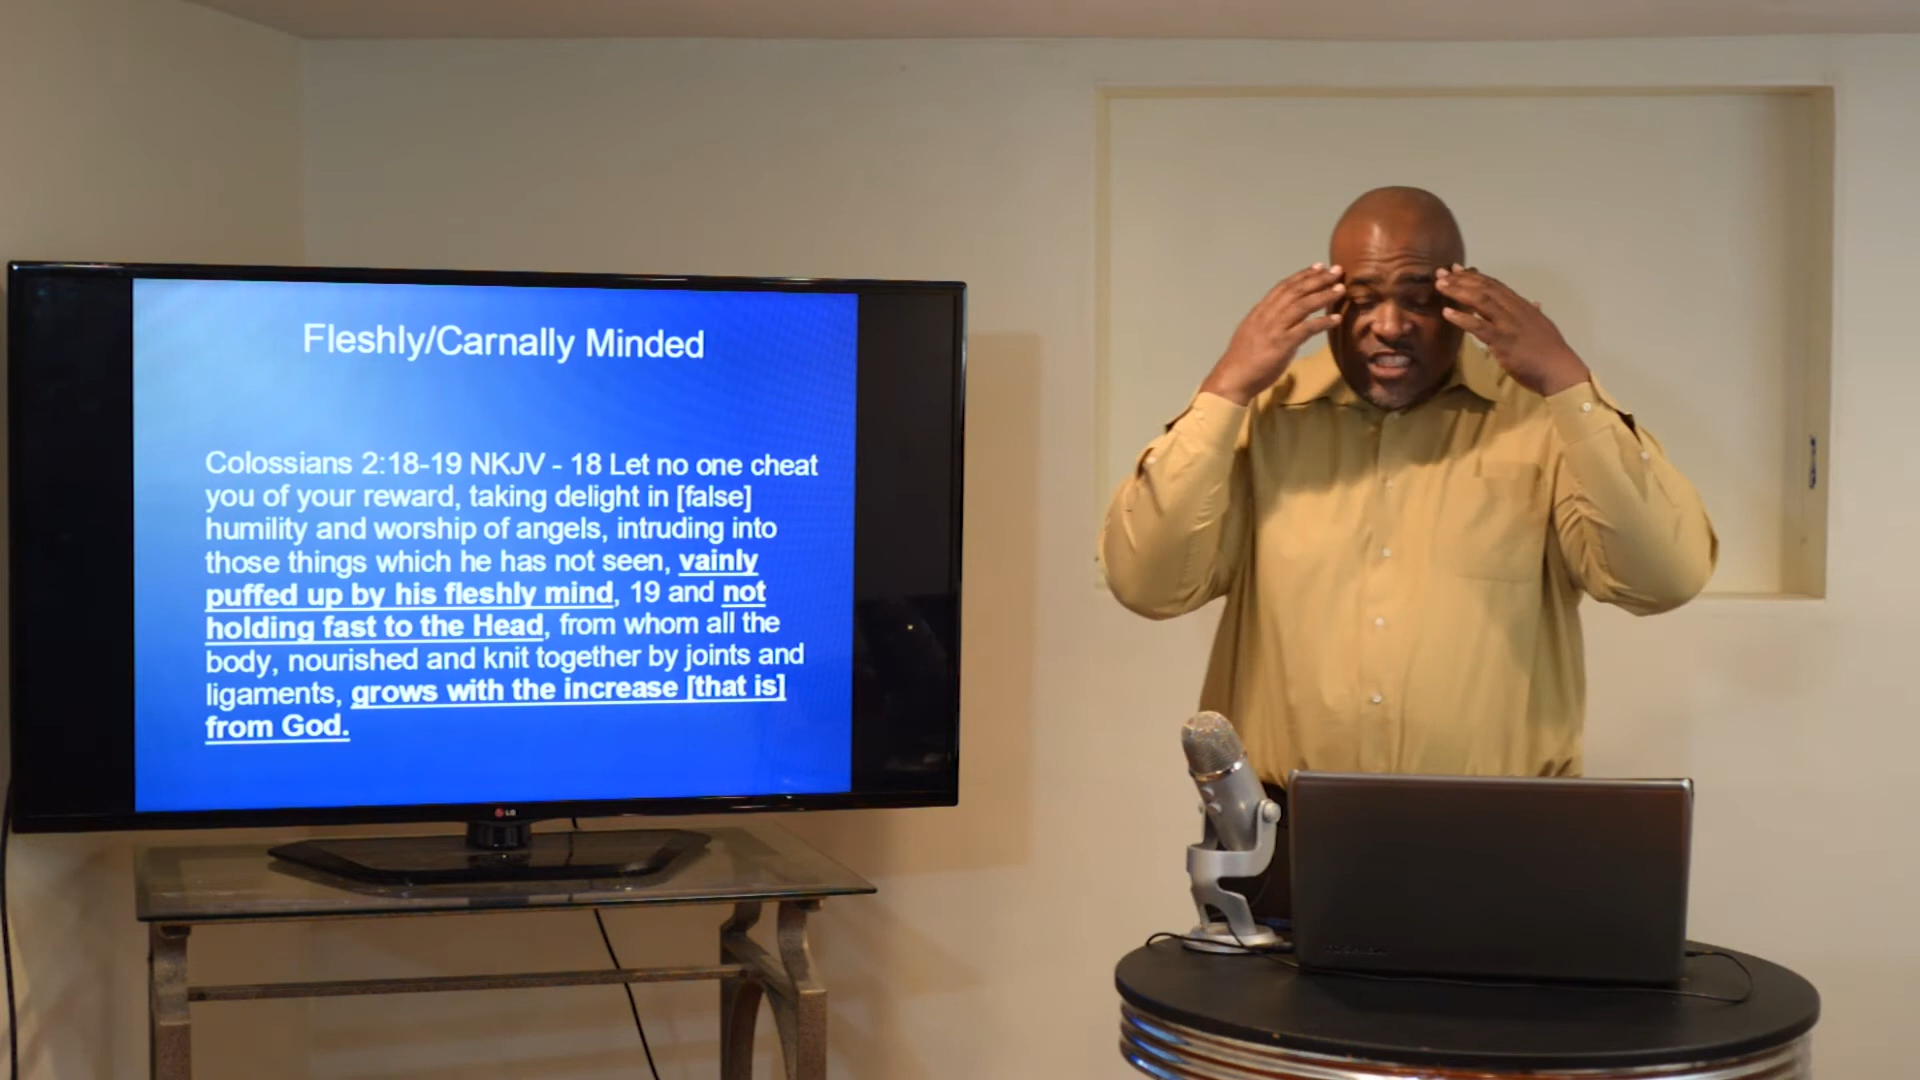 Fleshly/Carnally Minded
Colossians 2:18-19 NKJV - 18 Let no one cheat
you of your reward, taking delight in [false]
humility and worship of angels, intruding into
those things which he has not seen, vainly
puffed up by his fleshly mind, 19 and not
holding fast to the Head, from whom all the
body, nourished and knit together by joints and
ligaments, grows with the increase [that is]
from God.
LG
TOSHIBA